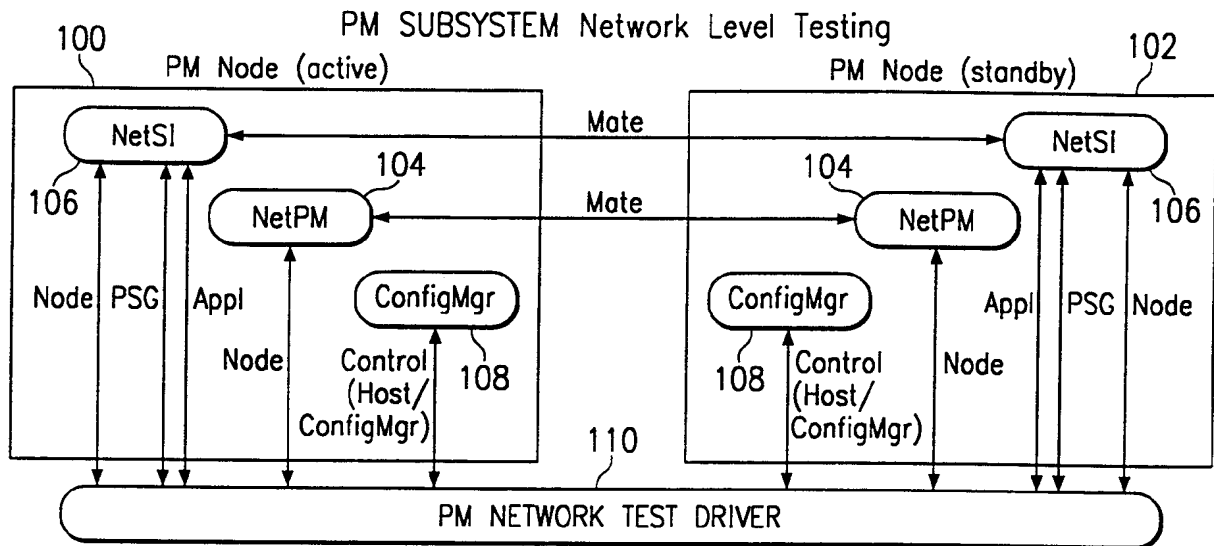 PM SUBSYSTEM Network Level Testing
100
PM Node (active)
PM Node (standby)
102
NetSI
Mate
NetSI
106
104
104
106
NetPM
Mate
NetPM
Node
PSG
Appl
ConfigMgr
ConfigMgr
Appl
PSG
Node
Node
Control
(Host/
ConfigMgr)
108
108
Control
(Host/
ConfigMgr)
Node
110
PM NETWORK TEST DRIVER